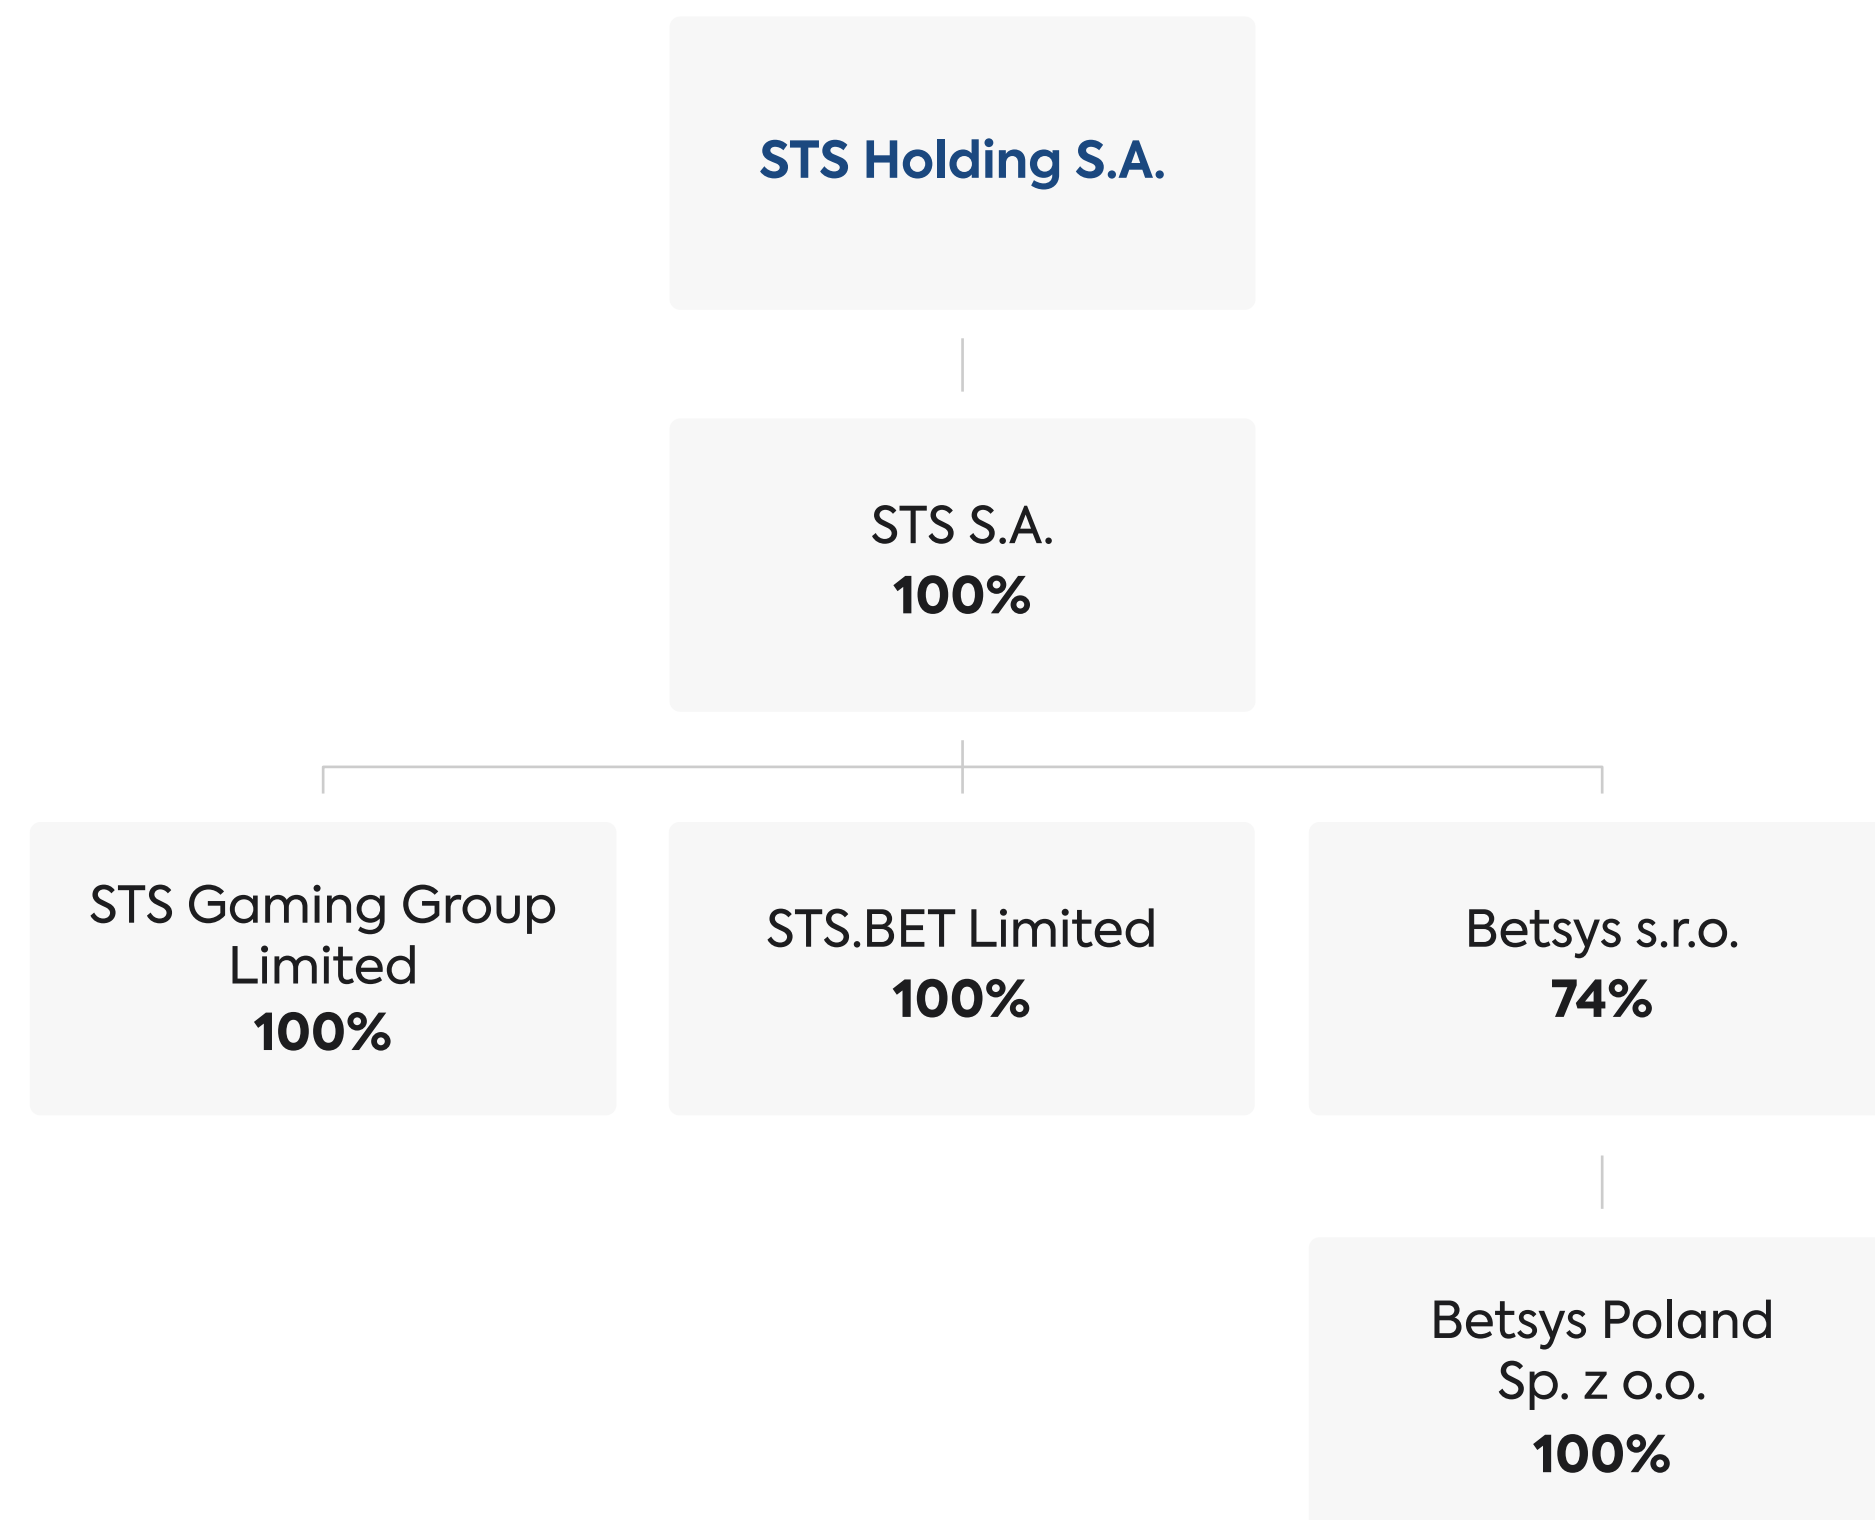 STS Holding S.A.
STS S.A.
100%
STS Gaming Group
Limited
100%
STS.BET Limited
100%
Betsys s.r.o.
74%
Betsys Poland
Sp. z o.o.
100%